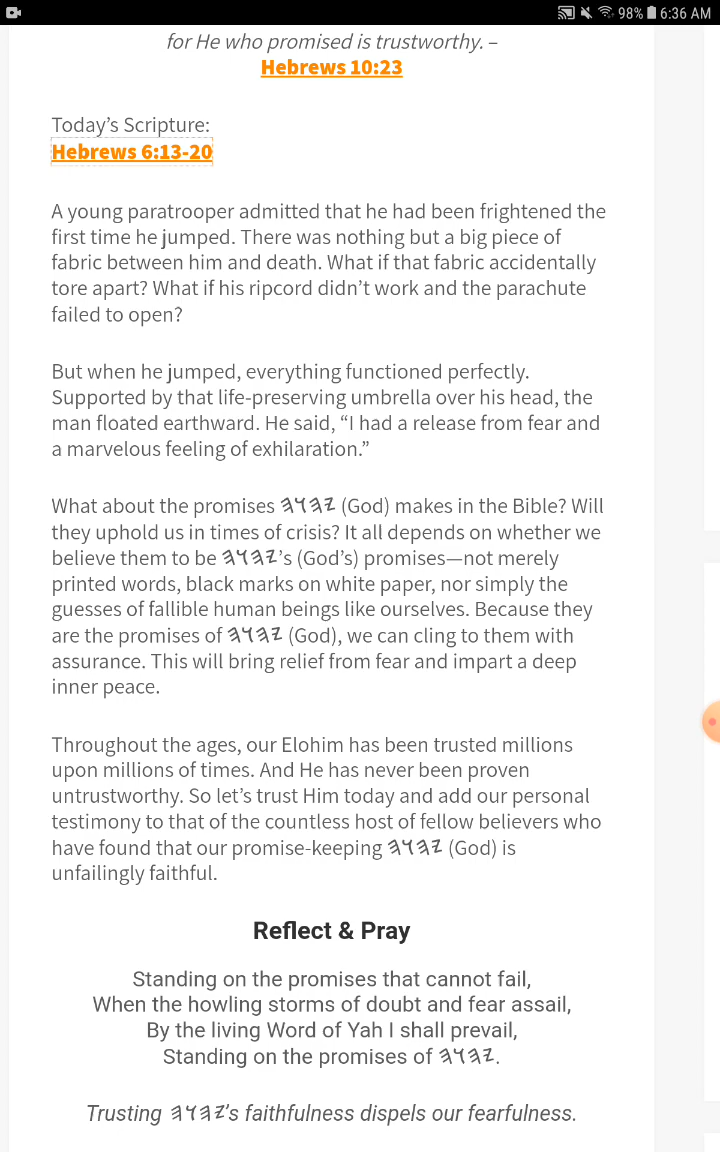 98% 6:36 AM
for He who promised is trustworthy. –
Hebrews 10:23
Today’s Scripture:
Hebrews 6:13-20
A young paratrooper admitted that he had been frightened the
first time he jumped. There was nothing but a big piece of
fabric between him and death. What if that fabric accidentally
tore apart? What if his ripcord didn’t work and the parachute
failed to open?
But when he jumped, everything functioned perfectly.
Supported by that life-preserving umbrella over his head, the
man floated earthward. He said, “I had a release from fear and
a marvelous feeling of exhilaration.”
What about the promises 𐤉𐤄𐤅𐤄 (God) makes in the Bible? Will
they uphold us in times of crisis? It all depends on whether we
believe them to be 𐤉𐤄𐤅𐤄’s (God’s) promises—not merely
printed words, black marks on white paper, nor simply the
guesses of fallible human beings like ourselves. Because they
are the promises of 𐤉𐤄𐤅𐤄 (God), we can cling to them with
assurance. This will bring relief from fear and impart a deep
inner peace.
Throughout the ages, our Elohim has been trusted millions
upon millions of times. And He has never been proven
untrustworthy. So let’s trust Him today and add our personal
testimony to that of the countless host of fellow believers who
have found that our promise-keeping 𐤉𐤄𐤅𐤄 (God) is
unfailingly faithful.
Reflect & Pray
Standing on the promises that cannot fail,
When the howling storms of doubt and fear assail,
By the living Word of Yah I shall prevail,
Standing on the promises of 𐤉𐤄𐤅𐤄.
Trusting 𐤉𐤄𐤅𐤄’s faithfulness dispels our fearfulness.